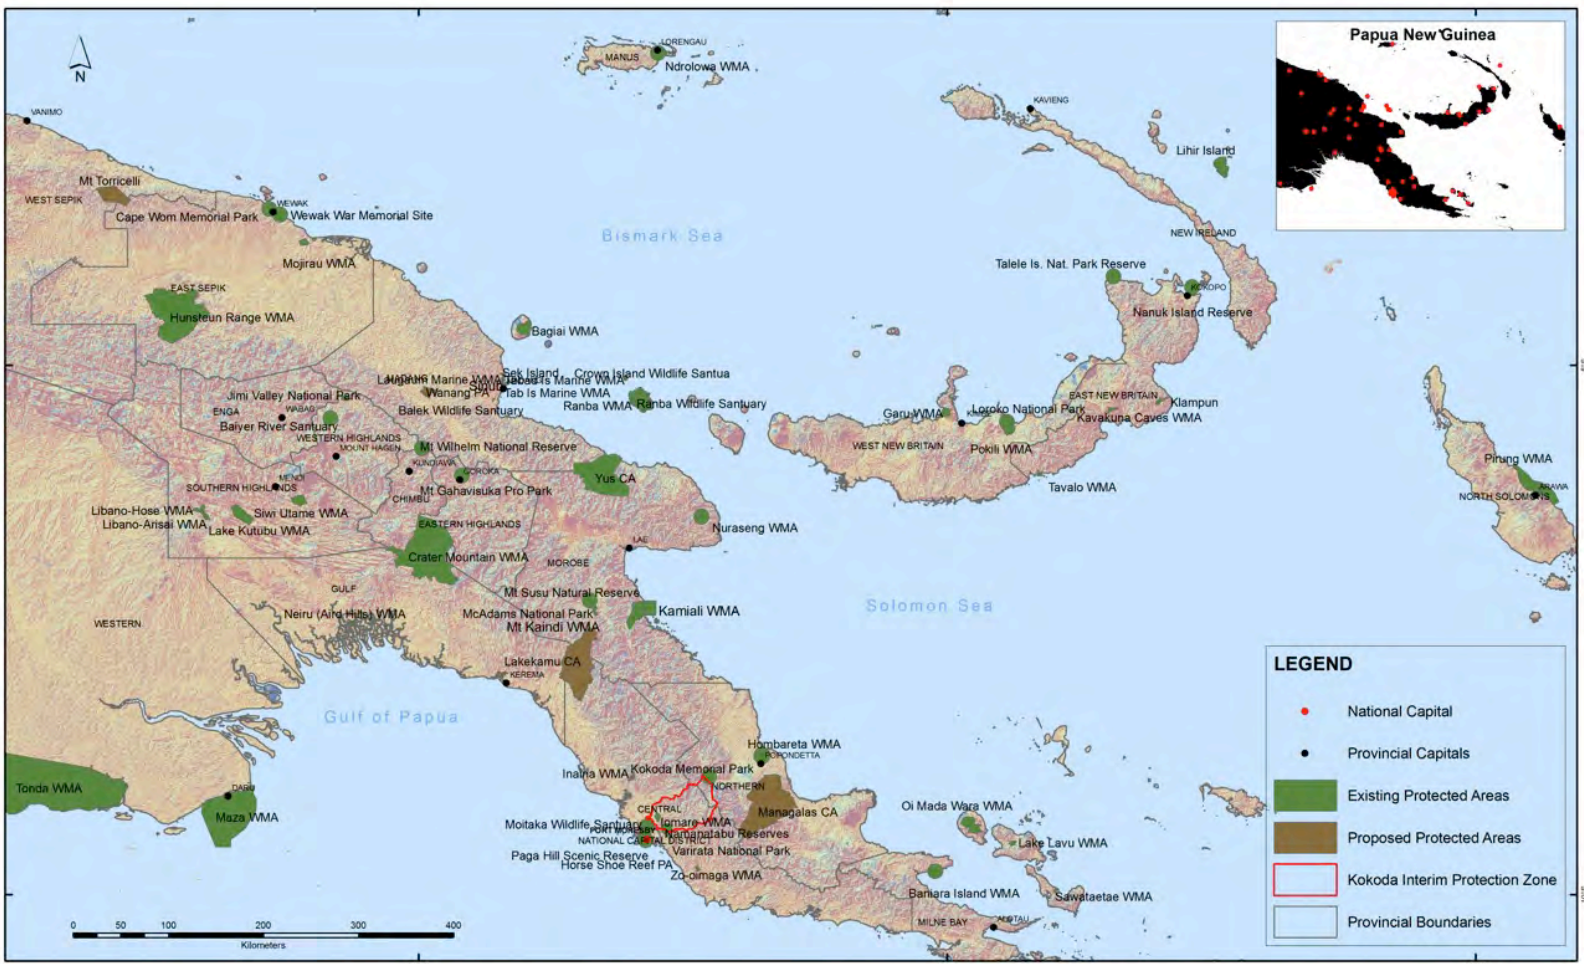 LORENGAU
MANUS
Ndrolowa WMA
Papua New Guinea
KAVIENG
VANIMO
Lihir Island
Mt Torricelli
WEST SEPIK
WEWAK
Cape Wom Memorial Park
Wewak War Memorial Site
NEW IRELAND
Bismark Sea
Mojirau WMA
Talele Is. Nat. Park Reserve
EAST SEPIK
KOKOPO
Hunsteun Range WMA
Nanuk Island Reserve
Bagiai WMA
Sek Island
Crown Island Wildlife Santua
Tab Is Marine WMA
Wanang PA
Jimi Valley National Park
Ranba WMA
Ranba Wildlife Santuary
EAST NEW BRITAIN
Klampun
ENGA
WABAG
Balek Wildlife Santuary
Garu WMA
Loroko National Park
Kavakuna Caves WMA
Baiyer River Santuary
WESTERN HIGHLANDS
MOUNT HAGEN
Mt Wilhelm National Reserve
WEST NEW BRITAIN
Pokili WMA
Pirung WMA
KUNDIAWA
GOROKA
MENDI
SOUTHERN HIGHLANDS
CHIMBU
Mt Gahavisuka Pro Park
Yus CA
Tavalo WMA
ARAWA
NORTH SOLOMONS
Libano-Hose WMA
Siwi Utame WMA
Libano-Arisai WMA
Lake Kutubu WMA
EASTERN HIGHLANDS
Nuraseng WMA
LAE
Crater Mountain WMA
MOROBE
GULF
Mt Susu Natural Reserve
Solomon Sea
Neiru (Aird Hills) WMA
McAdams National Park
Kamiali WMA
WESTERN
Mt Kaindi WMA
Lakekamu CA
KEREMA
Gulf of Papua
Hombareta WMA
POPONDETTA
Inaina WMA
Kokoda Memorial Park
NORTHERN
Tonda WMA
DARU
Maza WMA
CENTRAL
Managalas CA
Oi Mada Wara WMA
Moitaka Wildlife Santuary
Iomare WMA
PORT MORESBY
Namanatabu Reserves
NATIONAL CAPITAL DISTRICT
Lake Lavu WMA
Paga Hill Scenic Reserve
Varirata National Park
Horse Shoe Reef PA
Zo-oimaga WMA
Baniara Island WMA
Sawataetae WMA
MILNE BAY
ALOTAU
N
0 50 100 200 300 400
Kilometers
LEGEND
National Capital
Provincial Capitals
Existing Protected Areas
Proposed Protected Areas
Kokoda Interim Protection Zone
Provincial Boundaries